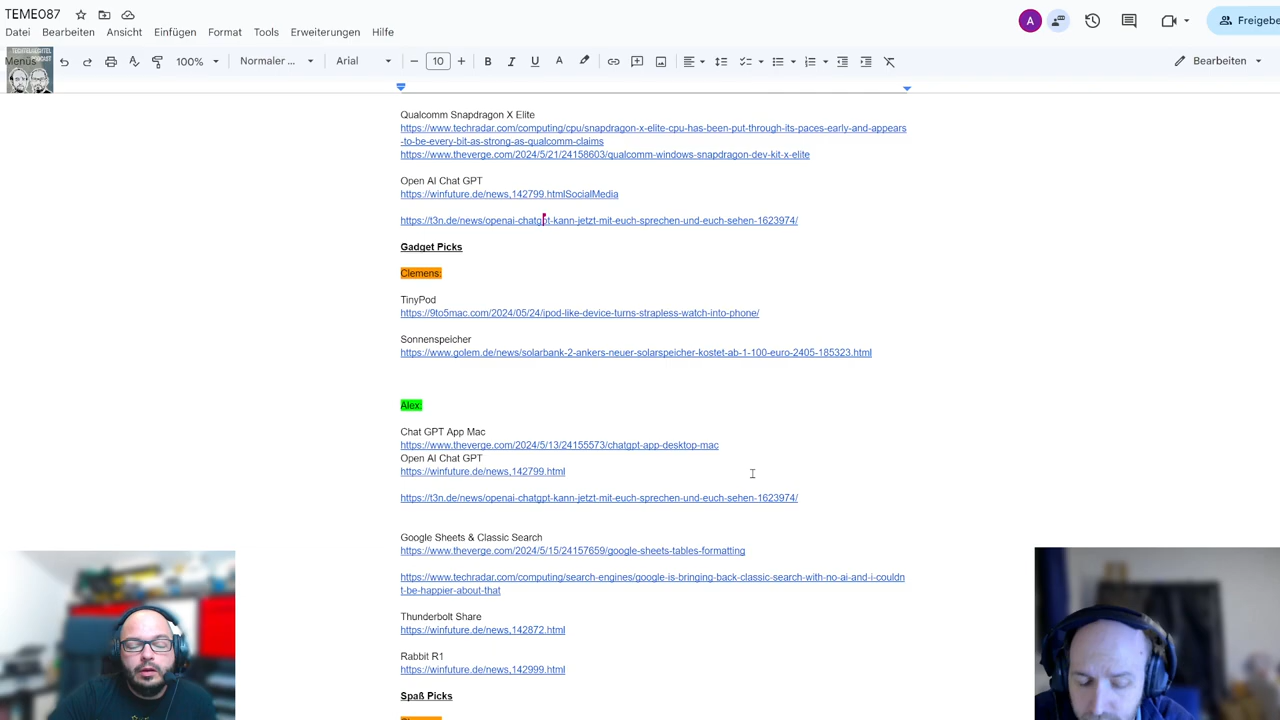 TEME087
Datei Bearbeiten Ansicht Einfügen Format Tools Erweiterungen Hilfe
A
Freigebe
Menüs
100%
Normaler ...
Arial
10
Bearbeiten
Qualcomm Snapdragon X Elite
https://www.techradar.com/computing/cpu/snapdragon-x-elite-cpu-has-been-put-through-its-paces-early-and-appears
-to-be-every-bit-as-strong-as-qualcomm-claims
https://www.theverge.com/2024/5/21/24158603/qualcomm-windows-snapdragon-dev-kit-x-elite
Open AI Chat GPT
https://winfuture.de/news,142799.htmlSocialMedia
https://t3n.de/news/openai-chatgpt-kann-jetzt-mit-euch-sprechen-und-euch-sehen-1623974/
Gadget Picks
Clemens:
TinyPod
https://9to5mac.com/2024/05/24/ipod-like-device-turns-strapless-watch-into-phone/
Sonnenspeicher
https://www.golem.de/news/solarbank-2-ankers-neuer-solarspeicher-kostet-ab-1-100-euro-2405-185323.html
Alex:
Chat GPT App Mac
https://www.theverge.com/2024/5/13/24155573/chatgpt-app-desktop-mac
Open AI Chat GPT
https://winfuture.de/news,142799.html
https://t3n.de/news/openai-chatgpt-kann-jetzt-mit-euch-sprechen-und-euch-sehen-1623974/
Google Sheets & Classic Search
https://www.theverge.com/2024/5/15/24157659/google-sheets-tables-formatting
https://www.techradar.com/computing/search-engines/google-is-bringing-back-classic-search-with-no-ai-and-i-couldn
t-be-happier-about-that
Thunderbolt Share
https://winfuture.de/news,142872.html
Rabbit R1
https://winfuture.de/news,142999.html
Spaß Picks